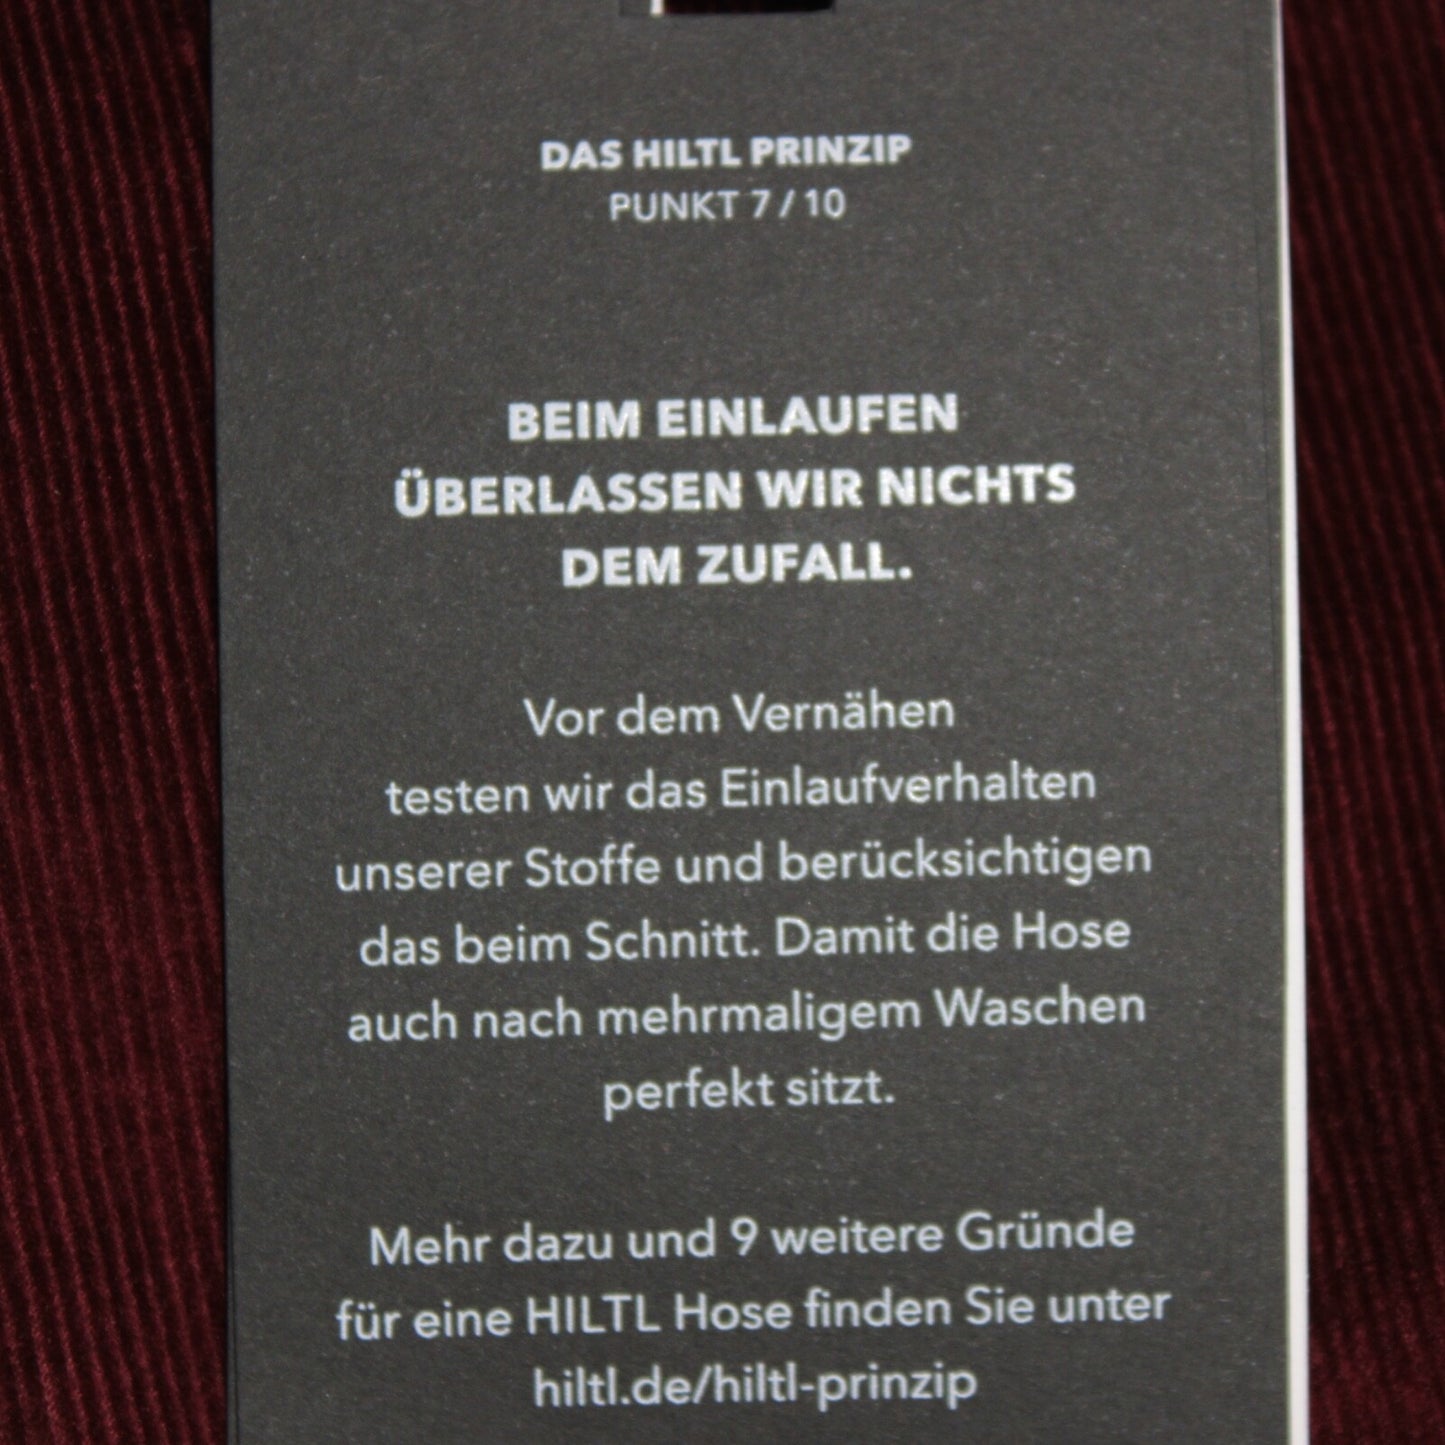 DAS HILTL PRINZIP
PUNKT 7 / 10
BEIM EINLAUFEN
ÜBERLASSEN WIR NICHTS
DEM ZUFALL.
Vor dem Vernähen
testen wir das Einlaufverhalten
unserer Stoffe und berücksichtigen
das beim Schnitt. Damit die Hose
auch nach mehrmaligem Waschen
perfekt sitzt.
Mehr dazu und 9 weitere Gründe
für eine HILTL Hose finden Sie unter
hiltl.de/hiltl-prinzip